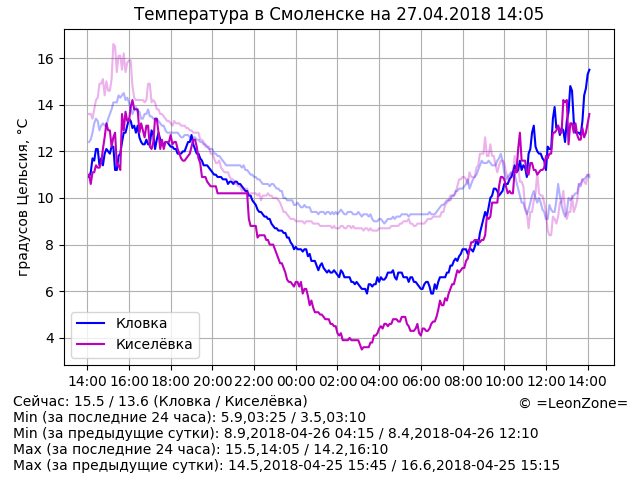 Температура в Смоленске на 27.04.2018 14:05
градусов Цельсия, °C
16
14
12
10
8
6
4
Кловка
Киселёвка
14:00 16:00 18:00 20:00 22:00 00:00 02:00 04:00 06:00 08:00 10:00 12:00 14:00
Сейчас: 15.5 / 13.6 (Кловка / Киселёвка)
© =LeonZone=
Min (за последние 24 часа): 5.9,03:25 / 3.5,03:10
Min (за предыдущие сутки): 8.9,2018-04-26 04:15 / 8.4,2018-04-26 12:10
Max (за последние 24 часа): 15.5,14:05 / 14.2,16:10
Max (за предыдущие сутки): 14.5,2018-04-25 15:45 / 16.6,2018-04-25 15:15